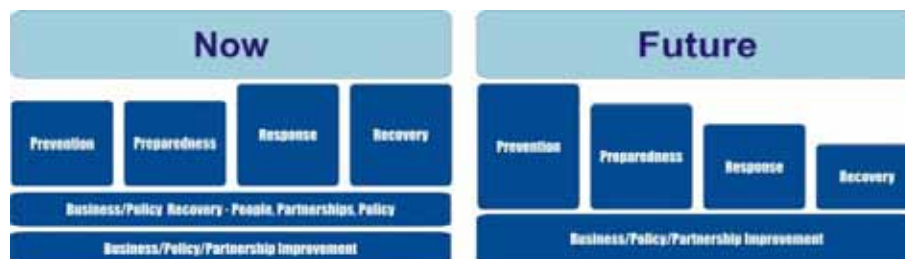 Now
Prevention
Preparedness
Response
Recovery
Business/Policy Recovery - People, Partnerships, Policy
Business/Policy/Partnership Improvement
Future
Prevention
Preparedness
Response
Recovery
Business/Policy/Partnership Improvement